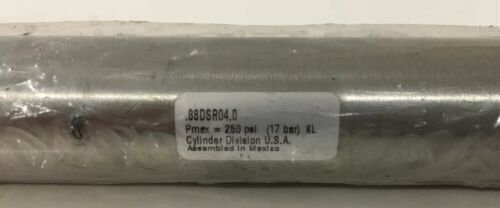 .88DSR04.0
Pmax = 250 psi (17 bar) KL
Cylinder Division U.S.A.
Assembled in Mexico